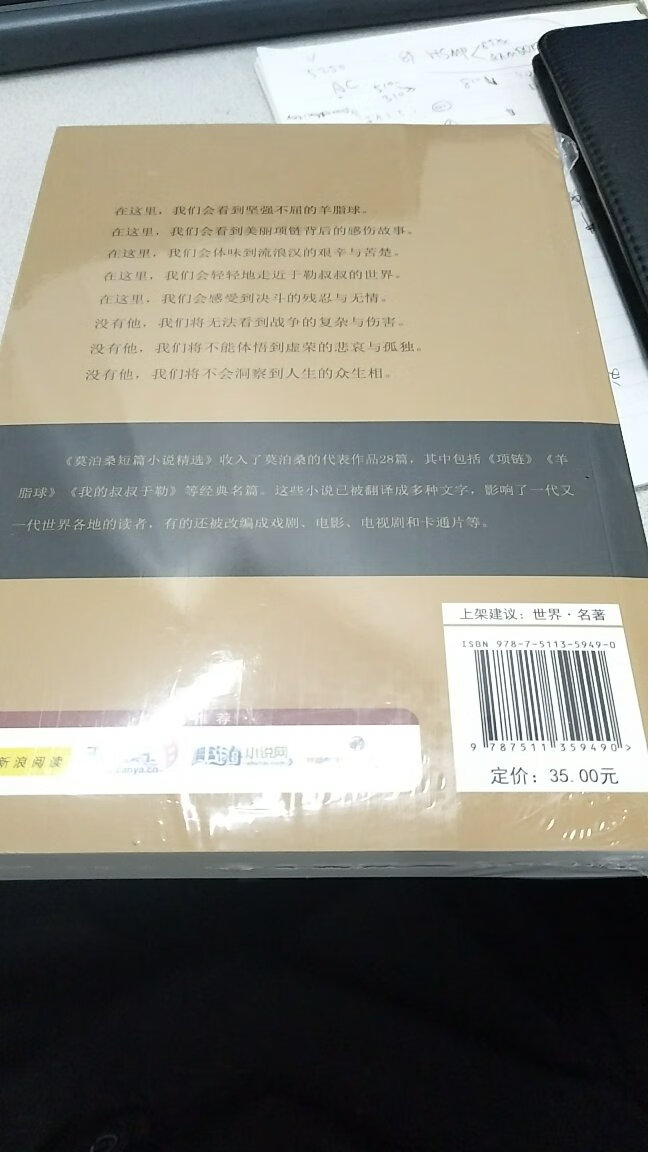 在这里，我们会看到坚强不屈的羊脂球。
在这里，我们会看到美丽项链背后的感伤故事。
在这里，我们会体味到流浪汉的艰辛与苦楚。
在这里，我们会轻轻地走近于勒叔叔的世界。
在这里，我们会感受到决斗的残忍与无情。
没有他，我们将无法看到战争的复杂与伤害。
没有他，我们将不能体悟到虚荣的悲哀与孤独。
没有他，我们将不会洞察到人生的众生相。
《莫泊桑短篇小说精选》收入了莫泊桑的代表作品28篇，其中包括《项链》《羊
脂球》《我的叔叔于勒》等经典名篇。这些小说已被翻译成多种文字，影响了一代又
一代世界各地的读者，有的还被改编成戏剧、电影、电视剧和卡通片等。
上架建议：世界·名著
ISBN 978-7-5113-5949-0
9 787511 359490 >
定价：35.00元
推荐
新浪阅读
小说网